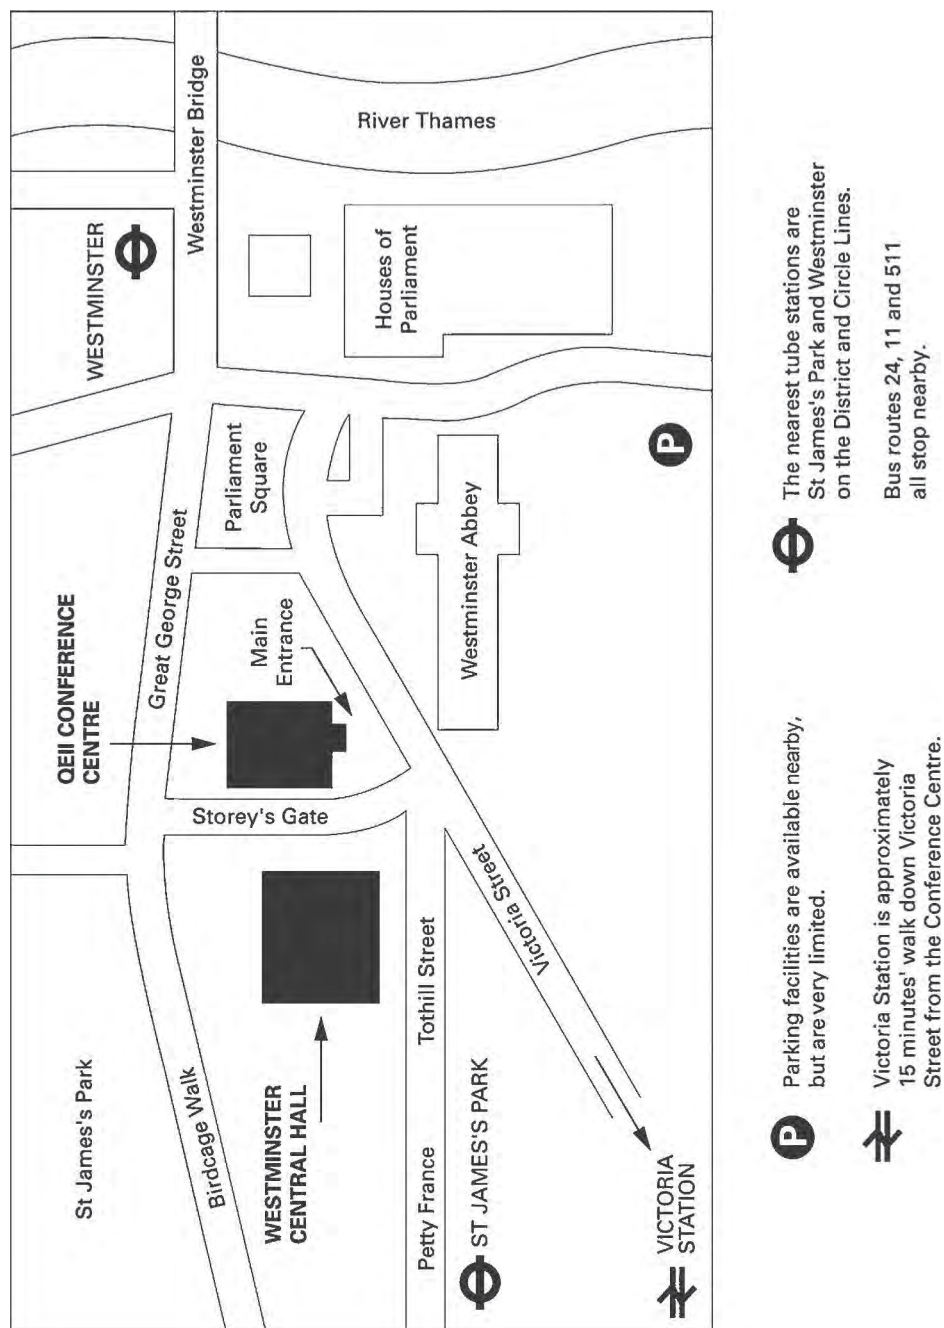 St James's Park
Birdcage Walk
WESTMINSTER
CENTRAL HALL
Petty France
Tothill Street
ST JAMES'S PARK
VICTORIA
STATION
Victoria Street
Storey's Gate
QEII CONFERENCE
CENTRE
Great George Street
Main
Entrance
Parliament
Square
Westminster Abbey
P
WESTMINSTER
Westminster Bridge
Houses of
Parliament
River Thames
P
Parking facilities are available nearby,
but are very limited.
Victoria Station is approximately
15 minutes' walk down Victoria
Street from the Conference Centre.
The nearest tube stations are
St James's Park and Westminster
on the District and Circle Lines.
Bus routes 24, 11 and 511
all stop nearby.